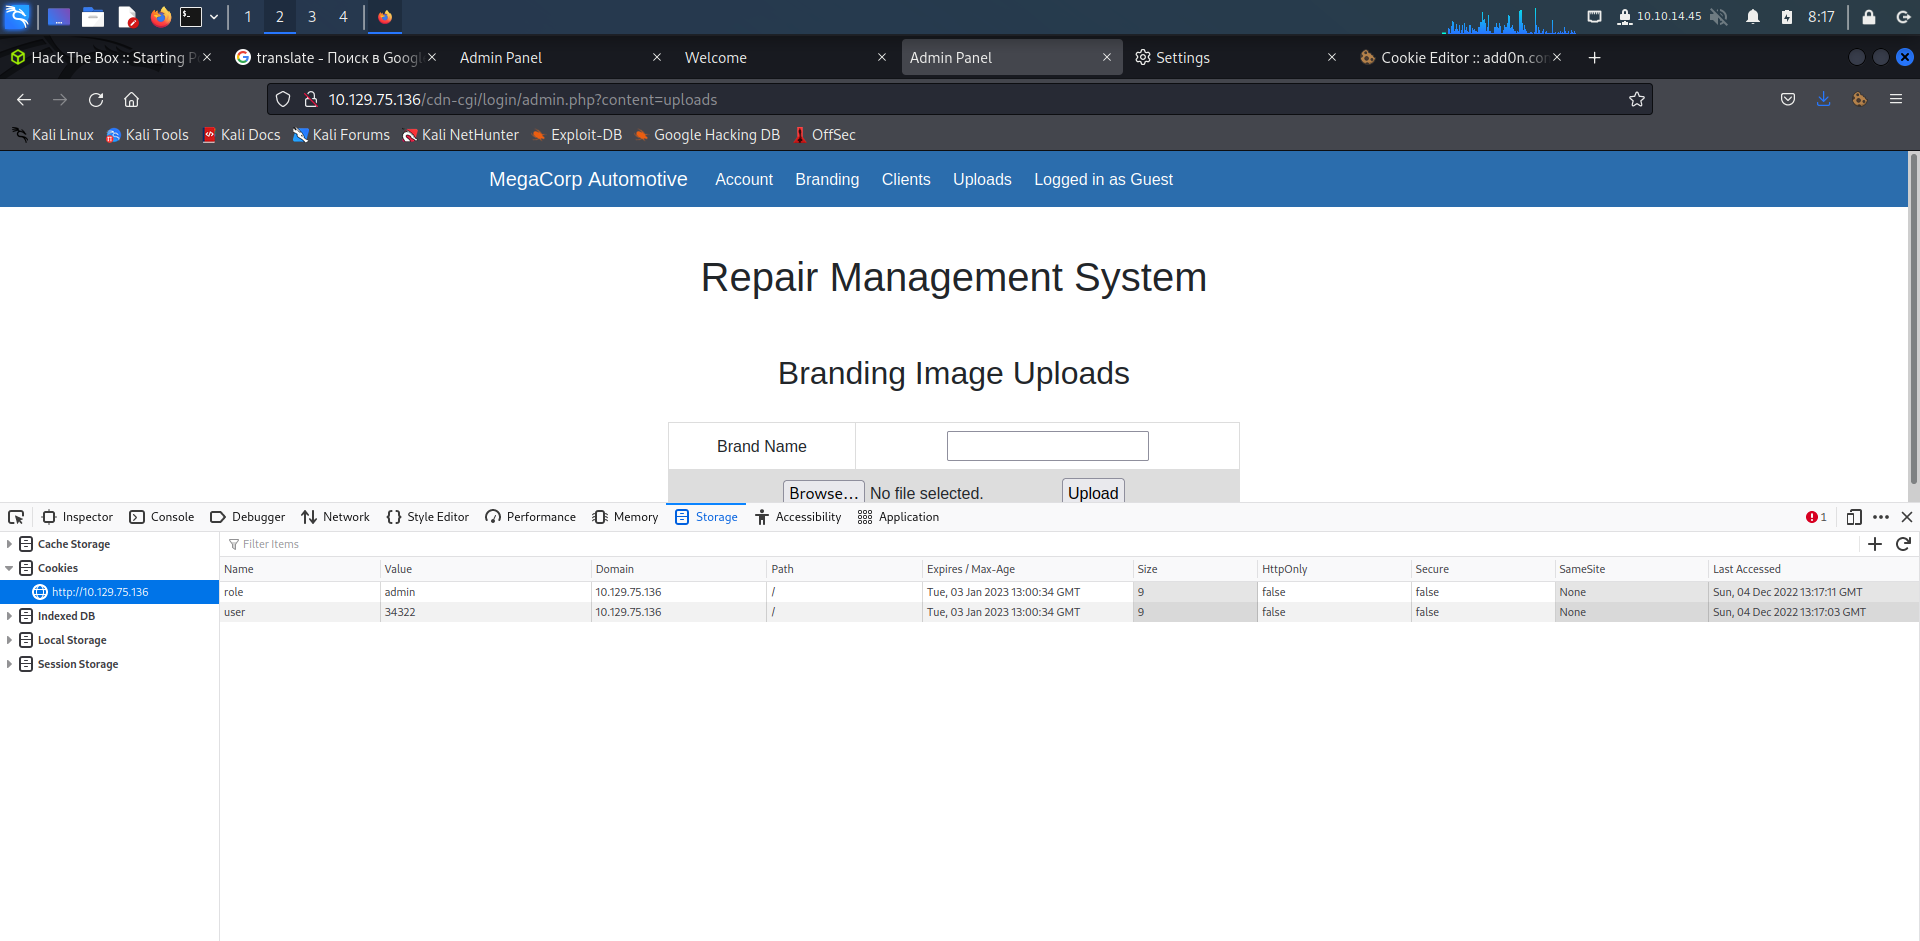 1 2 3 4 10.10.14.45 8:17
Hack The Box :: Starting P translate - Поиск в Googl Admin Panel Welcome Admin Panel Settings Cookie Editor :: add0n.con
10.129.75.136/cdn-cgi/login/admin.php?content=uploads
Kali Linux Kali Tools Kali Docs Kali Forums Kali NetHunter Exploit-DB Google Hacking DB OffSec
MegaCorp Automotive Account Branding Clients Uploads Logged in as Guest
Repair Management System
Branding Image Uploads
Brand Name
Browse... No file selected. Upload
Inspector Console Debugger Network Style Editor Performance Memory Storage Accessibility Application 1
Cache Storage Filter Items
Cookies Name Value Domain Path Expires / Max-Age Size HttpOnly Secure SameSite Last Accessed
http://10.129.75.136 role admin 10.129.75.136 / Tue, 03 Jan 2023 13:00:34 GMT 9 false false None Sun, 04 Dec 2022 13:17:11 GMT
Indexed DB user 34322 10.129.75.136 / Tue, 03 Jan 2023 13:00:34 GMT 9 false false None Sun, 04 Dec 2022 13:17:03 GMT
Local Storage
Session Storage